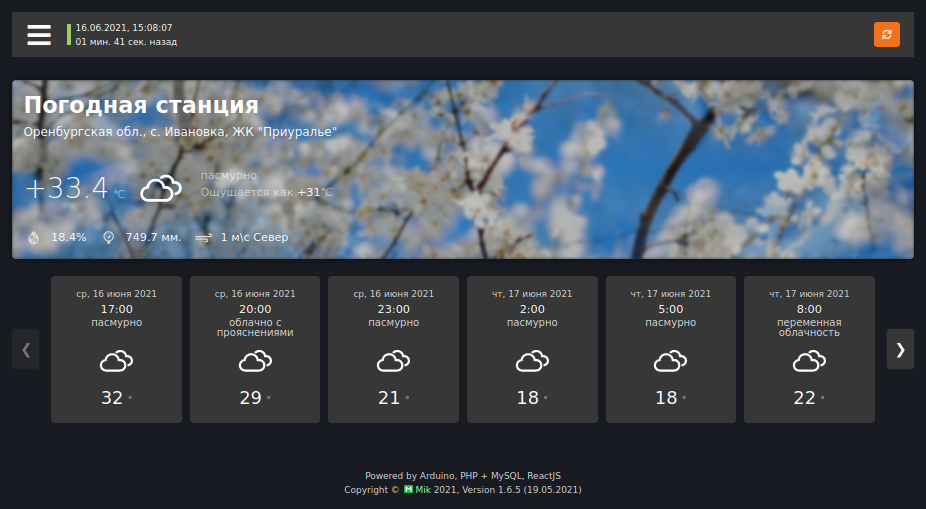 16.06.2021, 15:08:07
01 мин. 41 сек. назад
Погодная станция
Оренбургская обл., с. Ивановка, ЖК "Приуралье"
+33.4 °C
пасмурно
Ощущается как +31°C
18.4% 749.7 мм. 1 м\с Север
ср, 16 июня 2021
17:00
пасмурно
32 °
ср, 16 июня 2021
20:00
облачно с
прояснениями
29 °
ср, 16 июня 2021
23:00
пасмурно
21 °
чт, 17 июня 2021
2:00
пасмурно
18 °
чт, 17 июня 2021
5:00
пасмурно
18 °
чт, 17 июня 2021
8:00
переменная
облачность
22 °
Powered by Arduino, PHP + MySQL, ReactJS
Copyright © M Mik 2021, Version 1.6.5 (19.05.2021)